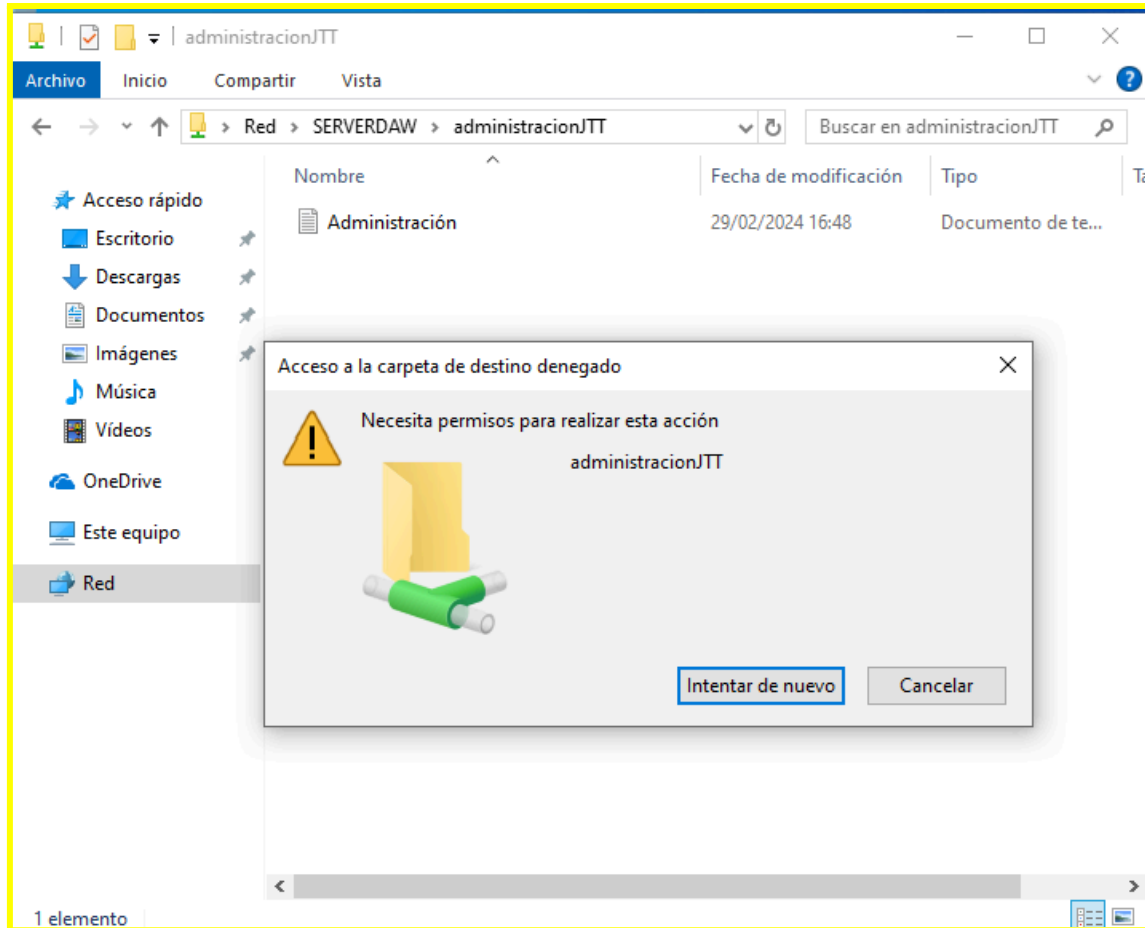 administracionJTT
Archivo Inicio Compartir Vista
Red > SERVERDAW > administracionJTT Buscar en administracionJTT
Nombre Fecha de modificación Tipo
Acceso rápido
Administración 29/02/2024 16:48 Documento de te...
Escritorio
Descargas
Documentos
Imágenes
Música
Vídeos
OneDrive
Este equipo
Red
Acceso a la carpeta de destino denegado
Necesita permisos para realizar esta acción
administracionJTT
Intentar de nuevo Cancelar
1 elemento